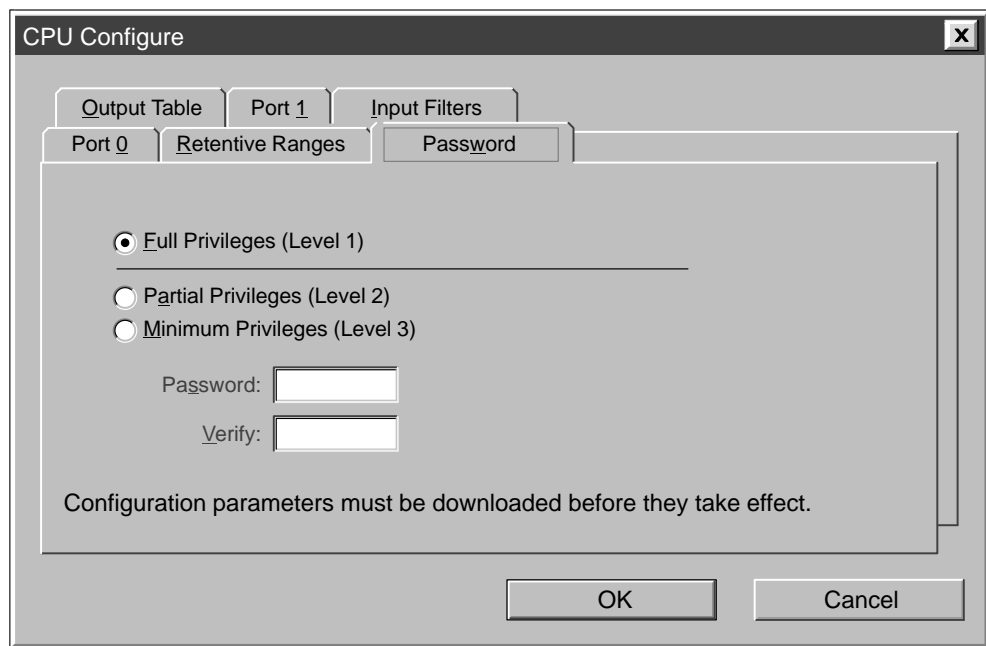 CPU Configure
Output Table
Port 1
Input Filters
Port 0
Retentive Ranges
Password
Full Privileges (Level 1)
Partial Privileges (Level 2)
Minimum Privileges (Level 3)
Password:
Verify:
Configuration parameters must be downloaded before they take effect.
OK
Cancel